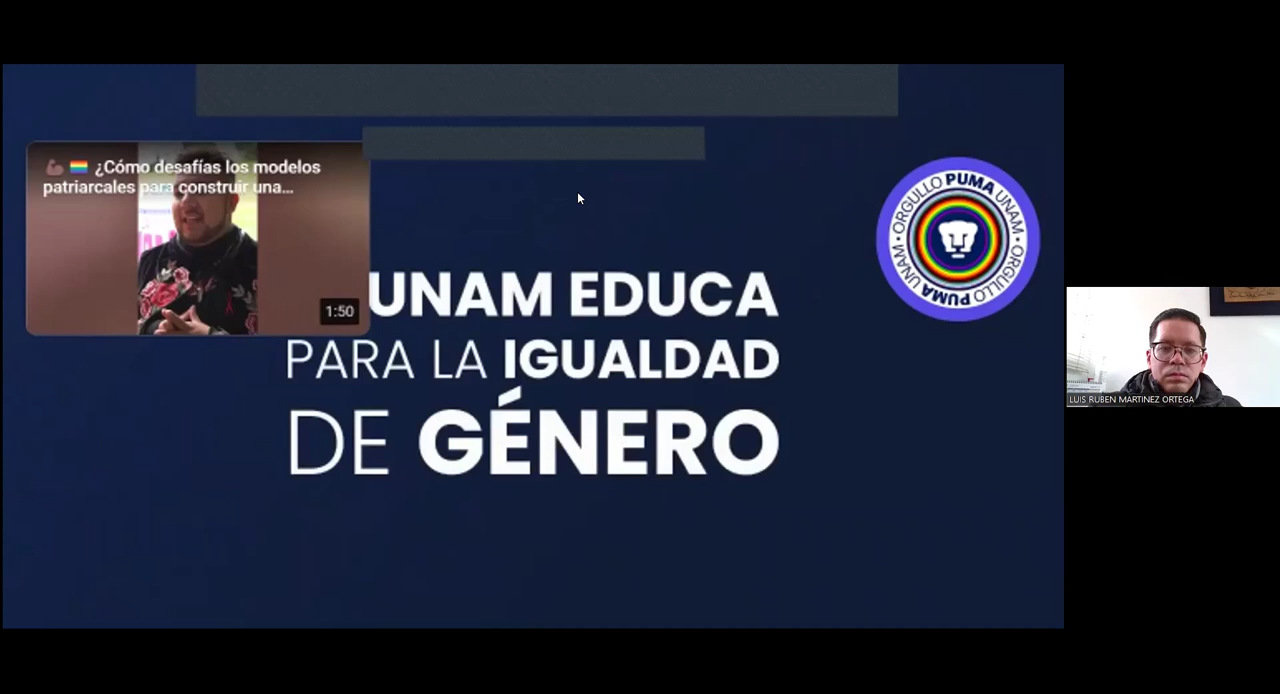 💪🏿 🏳️‍🌈 ¿Cómo desafías los modelos
patriarcales para construir una...
1:50
UNAM EDUCA
PARA LA IGUALDAD
DE GÉNERO
ORGULLO PUMA UNAM • ORGULLO PUMA UNAM •
LUIS RUBEN MARTINEZ ORTEGA